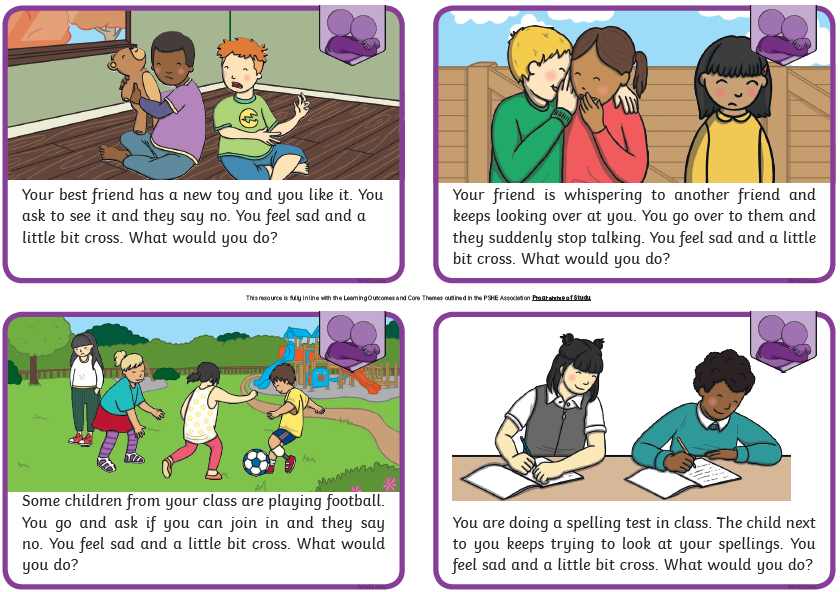 Your best friend has a new toy and you like it. You
ask to see it and they say no. You feel sad and a
little bit cross. What would you do?
Your friend is whispering to another friend and
keeps looking over at you. You go over to them and
they suddenly stop talking. You feel sad and a little
bit cross. What would you do?
This resource is fully in line with the Learning Outcomes and Core Themes outlined in the PSHE Association Programme of Study.
Some children from your class are playing football.
You go and ask if you can join in and they say
no. You feel sad and a little bit cross. What would
you do?
You are doing a spelling test in class. The child next
to you keeps trying to look at your spellings. You
feel sad and a little bit cross. What would you do?